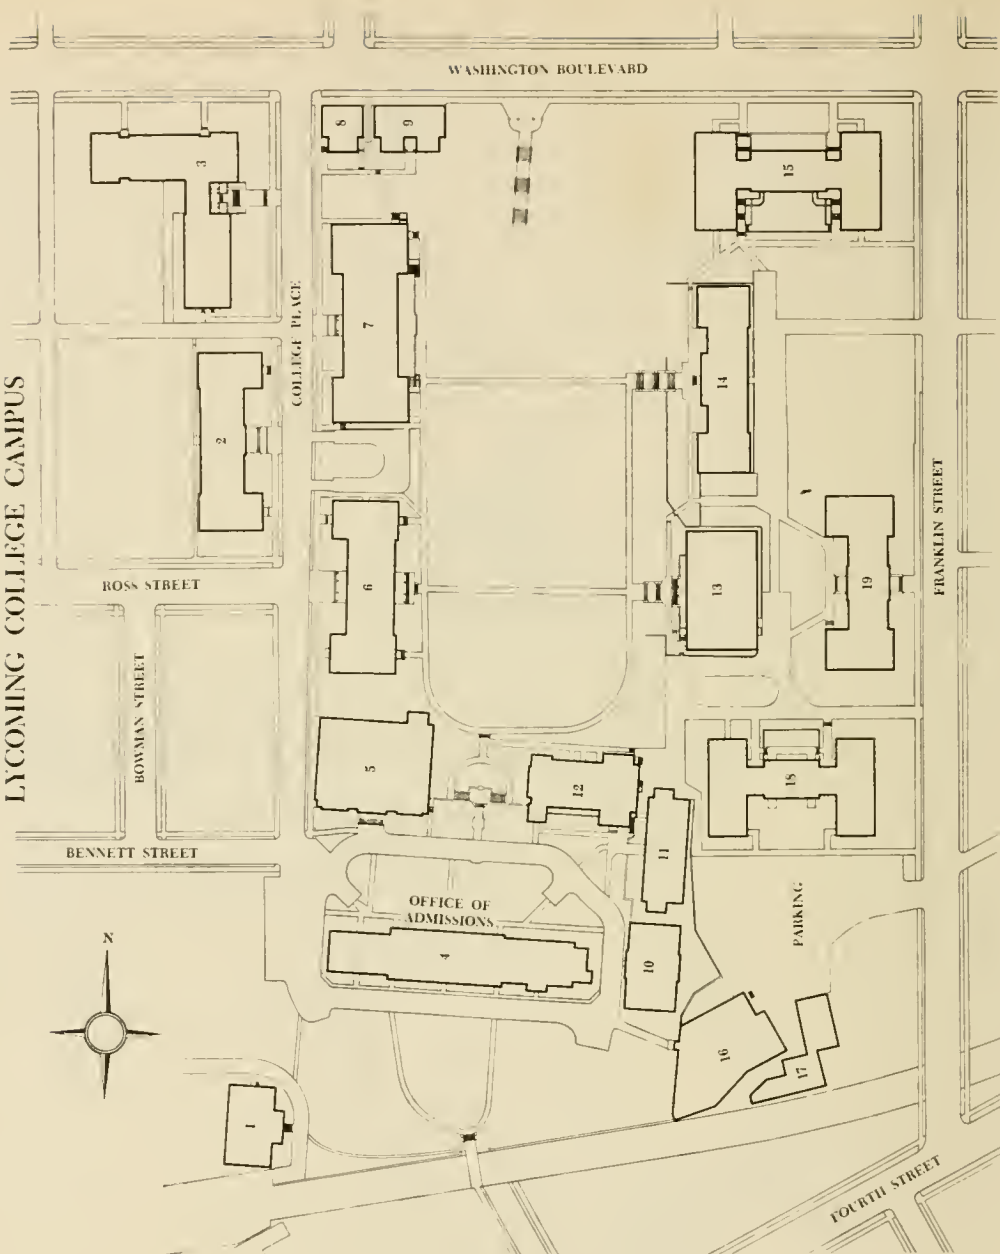 LYCOMING COLLEGE CAMPUS
WASHINGTON BOULEVARD
COLLEGE PLACE
ROSS STREET
BOWMAN STREET
BENNETT STREET
FRANKLIN STREET
OFFICE OF
ADMISSIONS
PARKING
FOURTH STREET
N
1
2
3
4
5
6
7
8
9
10
11
12
13
14
15
16
17
18
19